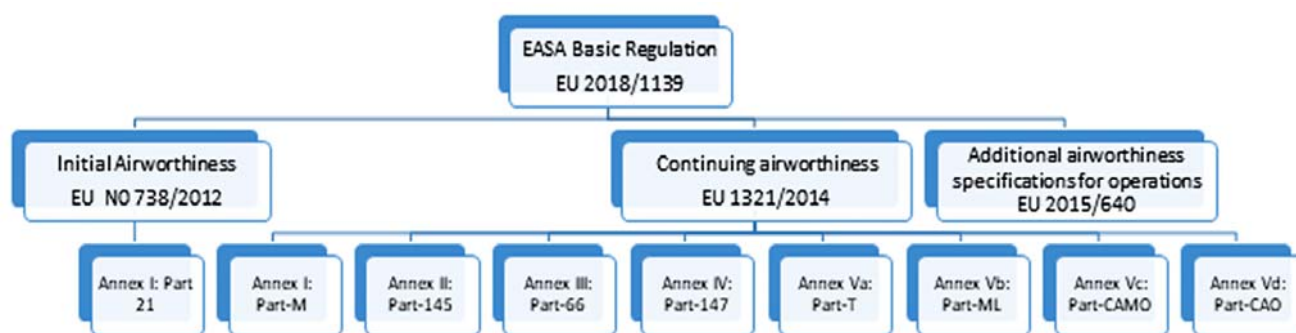 EASA Basic Regulation
EU 2018/1139
Initial Airworthiness
EU N0 738/2012
Continuing airworthiness
EU 1321/2014
Additional airworthiness
specifications for operations
EU 2015/640
Annex I: Part
21
Annex I:
Part-M
Annex II:
Part-145
Annex III:
Part-66
Annex IV:
Part-147
Annex Va:
Part-T
Annex Vb:
Part-ML
Annex Vc:
Part-CAMO
Annex Vd:
Part-CAO